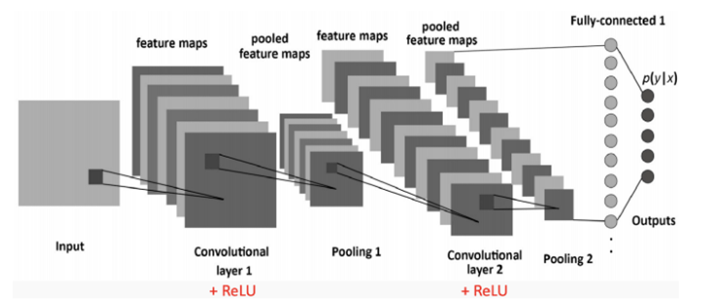 Fully-connected 1
feature maps
pooled
feature maps
feature maps
pooled
feature maps
p(y|x)
Outputs
Input
Convolutional
layer 1
Pooling 1
Convolutional
layer 2
Pooling 2
+ ReLU
+ ReLU